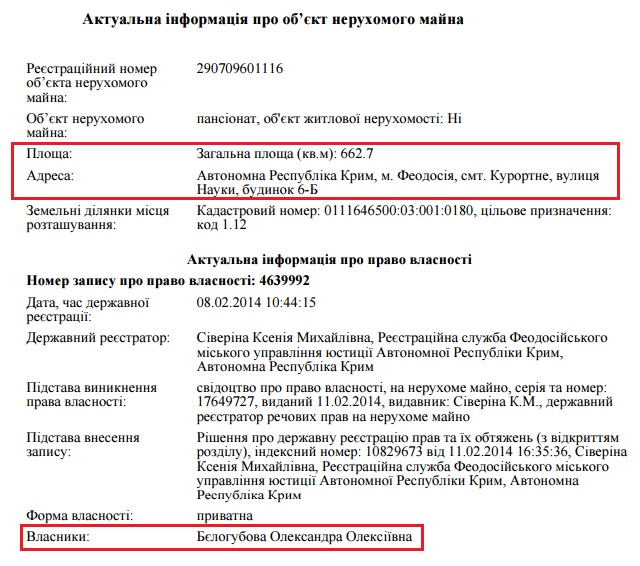 Актуальна інформація про об’єкт нерухомого майна
Реєстраційний номер об’єкта нерухомого майна: 290709601116
Об’єкт нерухомого майна: пансіонат, об'єкт житлової нерухомості: Ні
Площа: Загальна площа (кв.м): 662.7
Адреса: Автономна Республіка Крим, м. Феодосія, смт. Курортне, вулиця
Науки, будинок 6-Б
Земельні ділянки місця розташування: Кадастровий номер: 0111646500:03:001:0180, цільове призначення:
код 1.12
Актуальна інформація про право власності
Номер запису про право власності: 4639992
Дата, час державної реєстрації: 08.02.2014 10:44:15
Державний реєстратор: Сіверіна Ксенія Михайлівна, Реєстраційна служба Феодосійського
міського управління юстиції Автономної Республіки Крим,
Автономна Республіка Крим
Підстава виникнення права власності: свідоцтво про право власності, на нерухоме майно, серія та номер:
17649727, виданий 11.02.2014, видавник: Сіверіна К.М., державний
реєстратор речових прав на нерухоме майно
Підстава внесення запису: Рішення про державну реєстрацію прав та їх обтяжень (з відкриттям
розділу), індексний номер: 10829673 від 11.02.2014 16:35:36, Сіверіна
Ксенія Михайлівна, Реєстраційна служба Феодосійського міського
управління юстиції Автономної Республіки Крим, Автономна
Республіка Крим
Форма власності: приватна
Власники: Бєлогубова Олександра Олексіївна